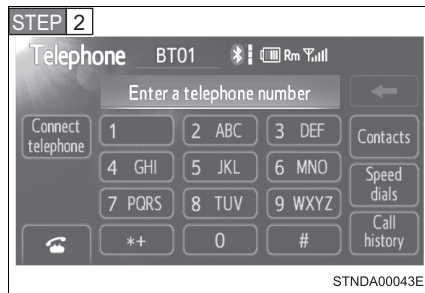 STEP 2
Telephone BT01 Rm
Enter a telephone number
Connect telephone
1
2 ABC
3 DEF
Contacts
4 GHI
5 JKL
6 MNO
Speed dials
7 PQRS
8 TUV
9 WXYZ
Call history
*+
0
#
STNDA00043E